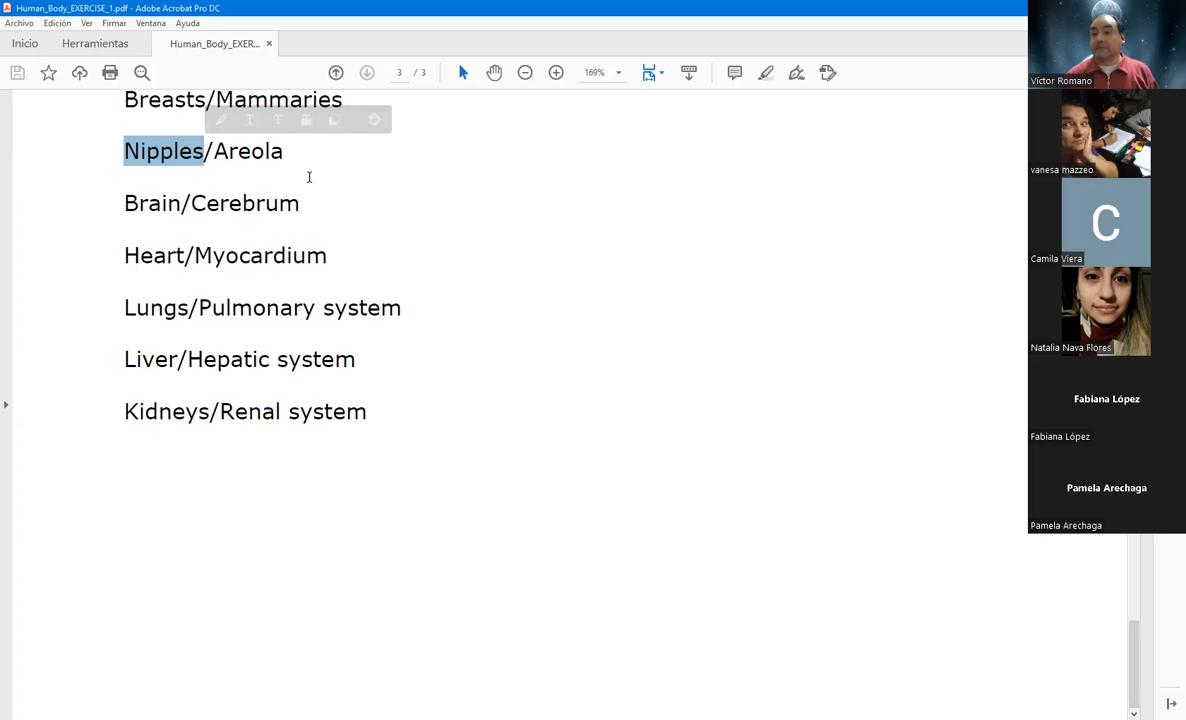 Human_Body_EXERCISE_1.pdf - Adobe Acrobat Pro DC
Archivo Edición Ver Firmar Ventana Ayuda
Inicio Herramientas Human_Body_EXER... ×
3 / 3 169%
Breasts/Mammaries
Nipples/Areola
Brain/Cerebrum
Heart/Myocardium
Lungs/Pulmonary system
Liver/Hepatic system
Kidneys/Renal system
Víctor Romano
vanesa mazzeo
C
Camila Viera
Natalia Nava Flores
Fabiana López
Fabiana López
Pamela Arechaga
Pamela Arechaga